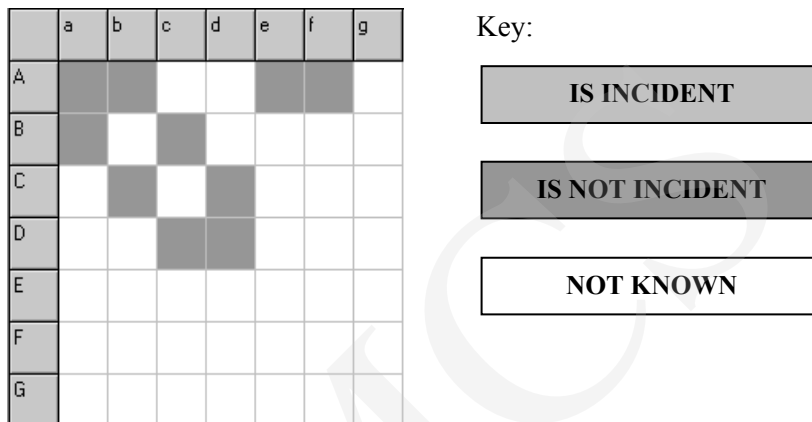 a b c d e f g
A
B
C
D
E
F
G
Key:
IS INCIDENT
IS NOT INCIDENT
NOT KNOWN